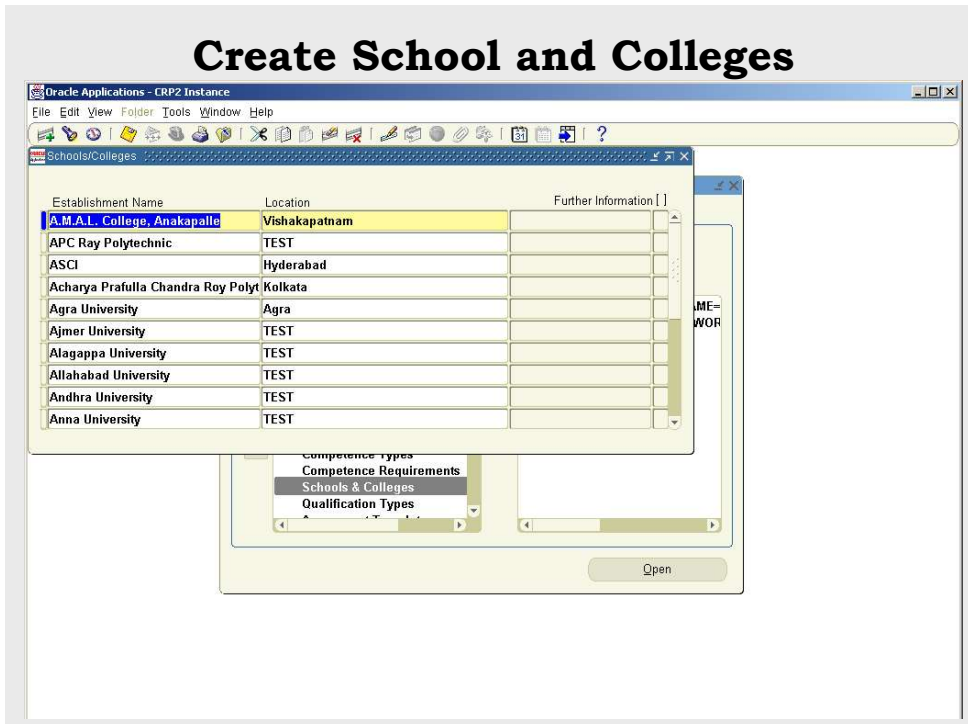 Create School and Colleges
Oracle Applications - CRP2 Instance
File Edit View Folder Tools Window Help
Schools/Colleges
Establishment Name Location Further Information [ ]
A.M.A.L. College, Anakapalle Vishakapatnam
APC Ray Polytechnic TEST
ASCI Hyderabad
Acharya Prafulla Chandra Roy Polyt Kolkata
Agra University Agra
Ajmer University TEST
Alagappa University TEST
Allahabad University TEST
Andhra University TEST
Anna University TEST
Competence Types
Competence Requirements
Schools & Colleges
Qualification Types
Open